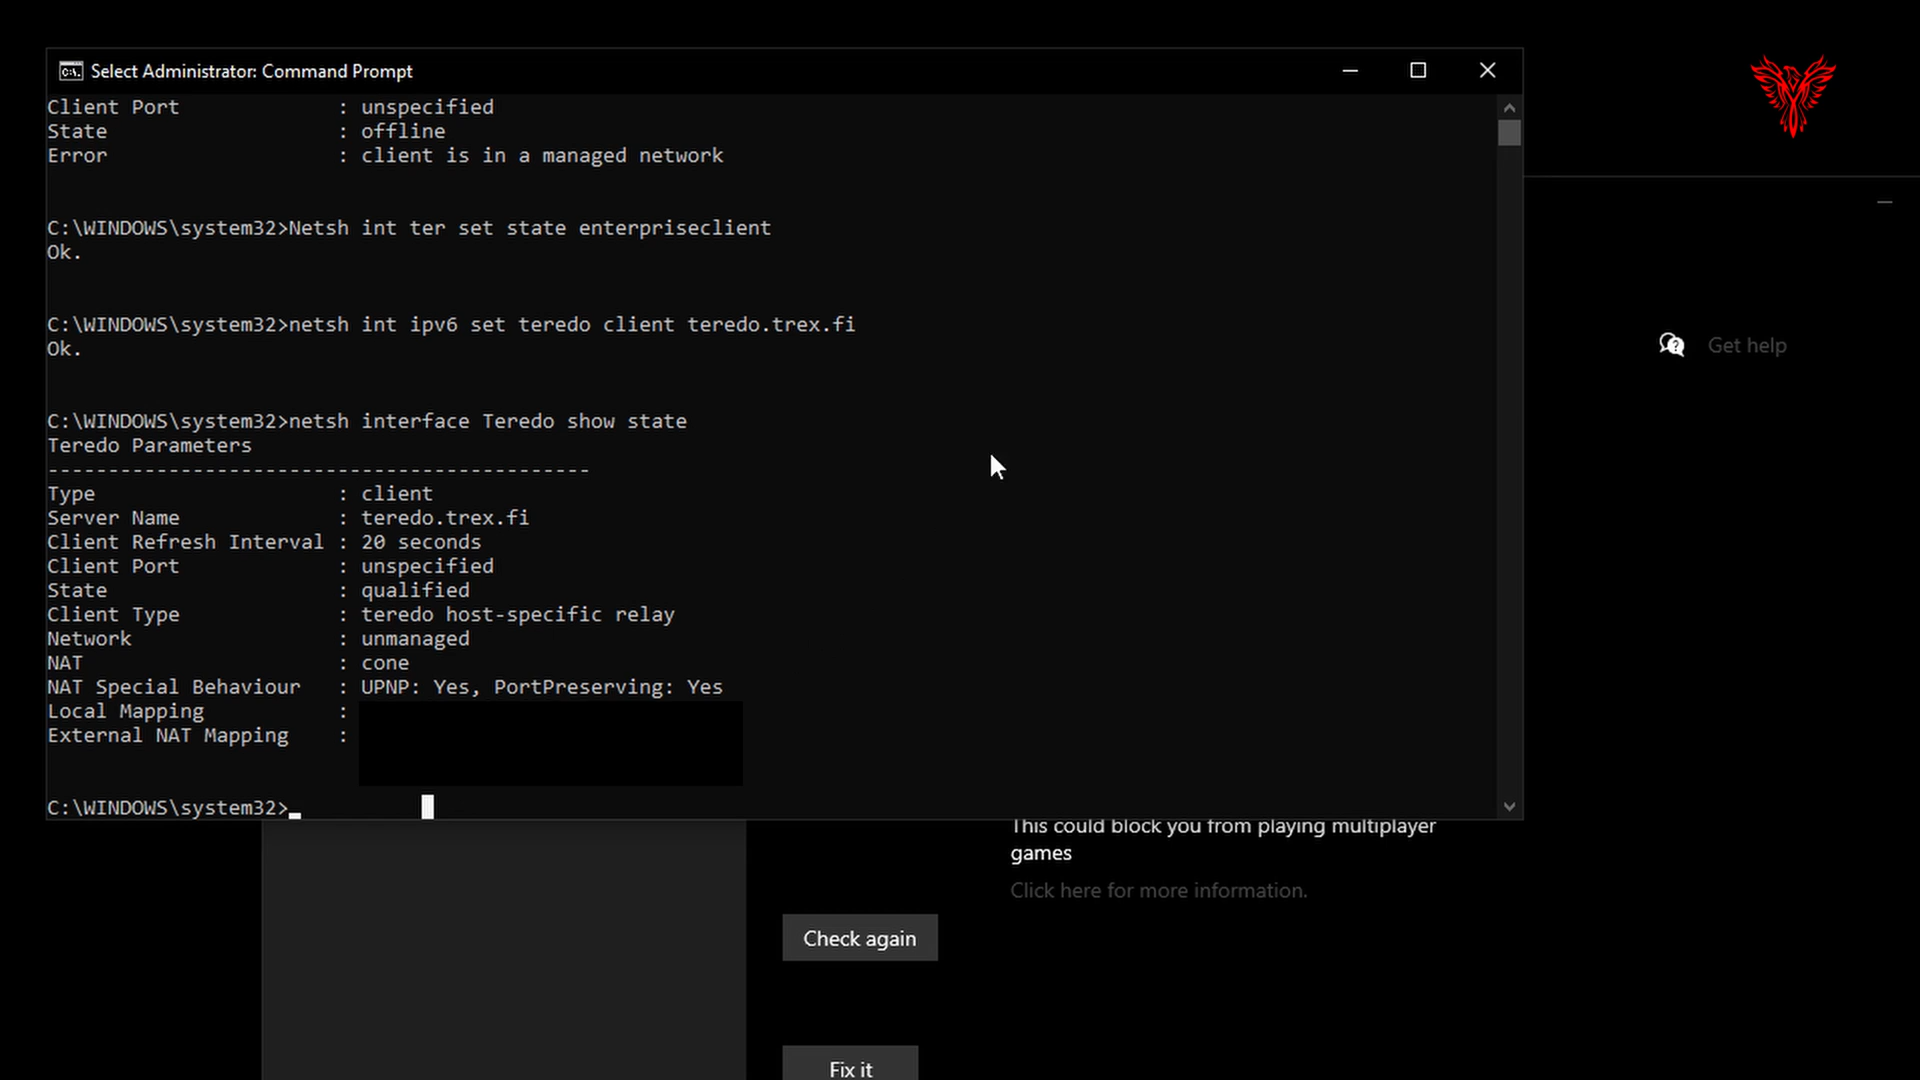 Select Administrator: Command Prompt
Client Port : unspecified
State : offline
Error : client is in a managed network
C:\WINDOWS\system32>Netsh int ter set state enterpriseclient
Ok.
C:\WINDOWS\system32>netsh int ipv6 set teredo client teredo.trex.fi
Ok.
C:\WINDOWS\system32>netsh interface Teredo show state
Teredo Parameters
---------------------------------------------
Type : client
Server Name : teredo.trex.fi
Client Refresh Interval : 20 seconds
Client Port : unspecified
State : qualified
Client Type : teredo host-specific relay
Network : unmanaged
NAT : cone
NAT Special Behaviour : UPNP: Yes, PortPreserving: Yes
Local Mapping :
External NAT Mapping :
C:\WINDOWS\system32>
Get help
This could block you from playing multiplayer
games
Click here for more information.
Check again
Fix it